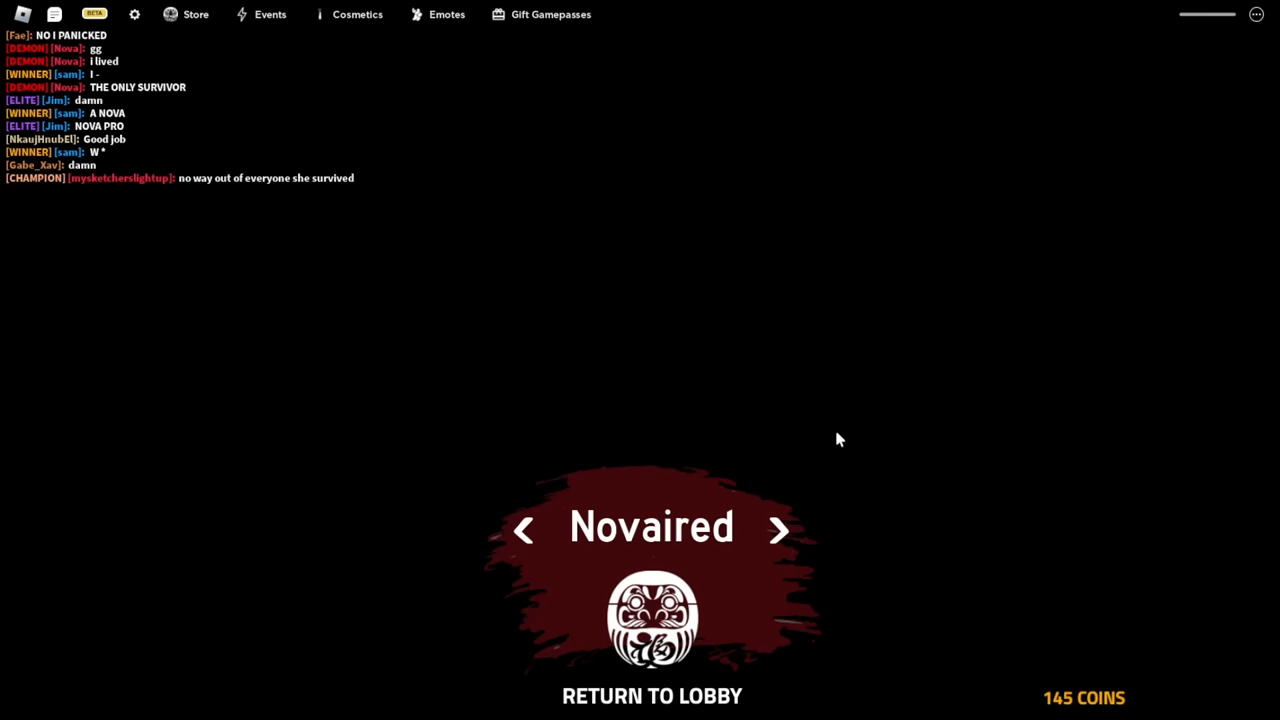 BETA Store Events Cosmetics Emotes Gift Gamepasses
[Fae]: NO I PANICKED
[DEMON] [Nova]: gg
[DEMON] [Nova]: i lived
[WINNER] [sam]: I -
[DEMON] [Nova]: THE ONLY SURVIVOR
[ELITE] [Jim]: damn
[WINNER] [sam]: A NOVA
[ELITE] [Jim]: NOVA PRO
[NkaujHnubEl]: Good job
[WINNER] [sam]: W *
[Gabe_Xav]: damn
[CHAMPION] [mysketcherslightup]: no way out of everyone she survived
< Novaired >
福
RETURN TO LOBBY
145 COINS